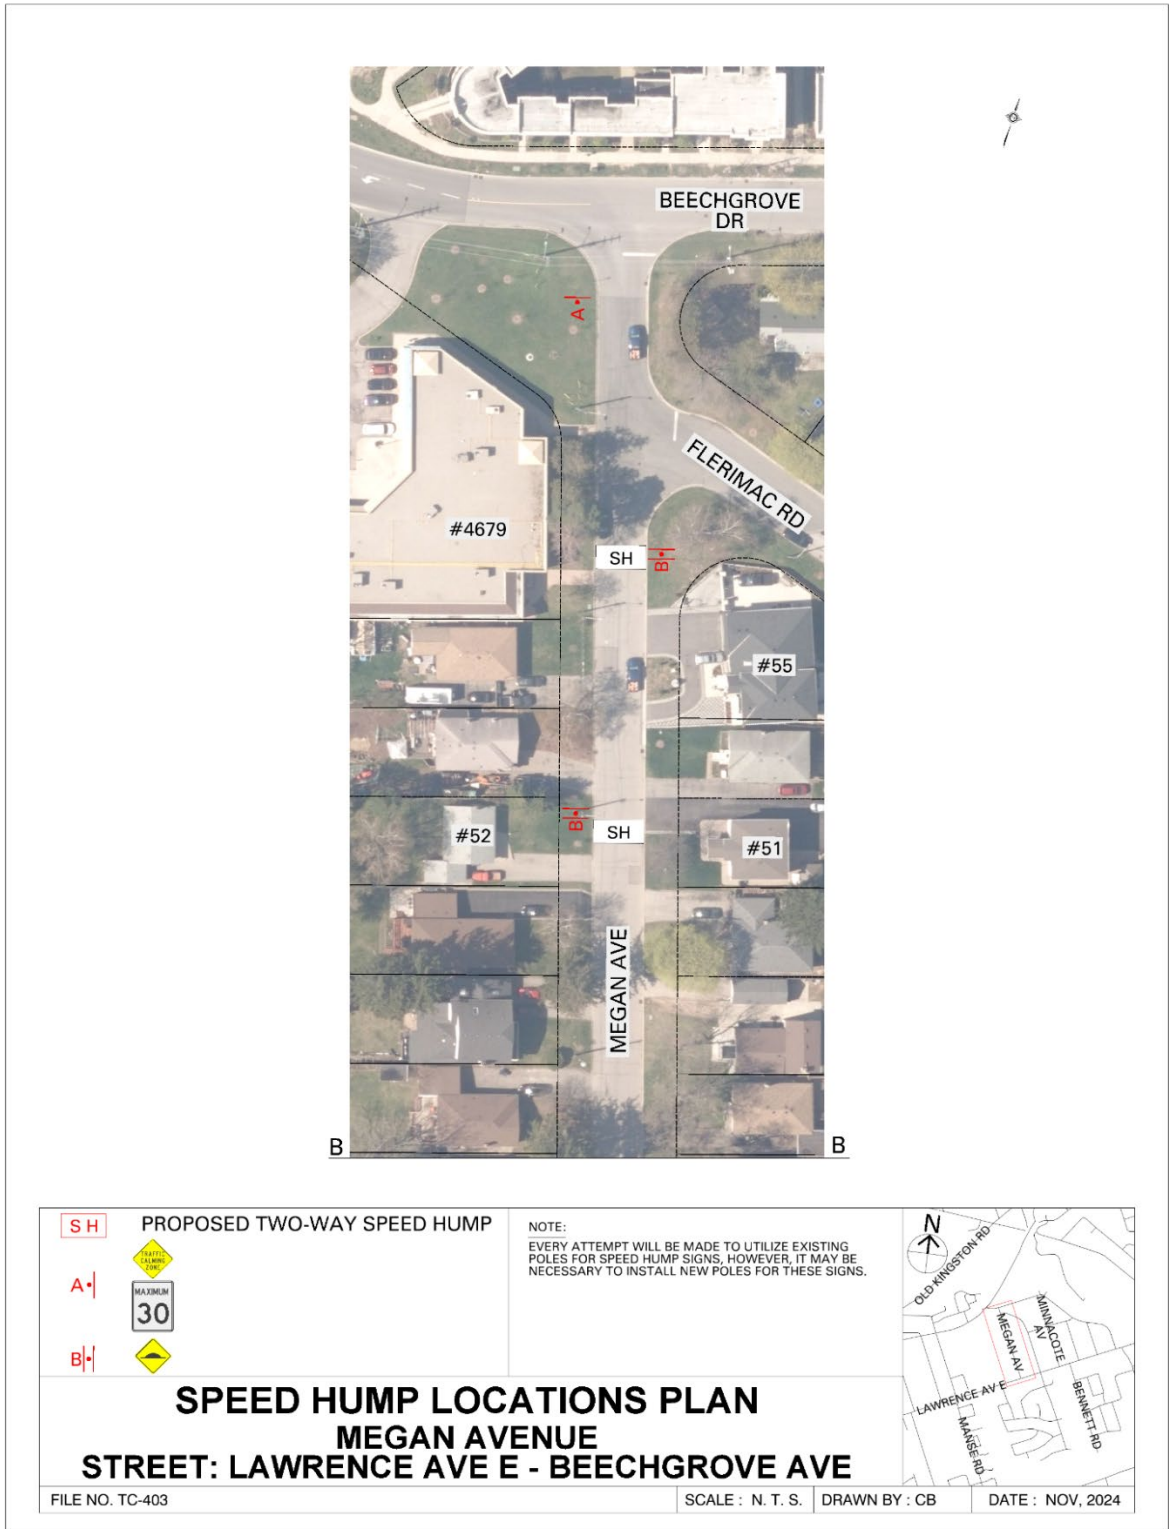 BEECHGROVE
DR
A
FLERIMAC RD
#4679
SH
B
#55
B
SH
#52
#51
MEGAN AVE
B
B
S H
PROPOSED TWO-WAY SPEED HUMP
TRAFFIC
CALMING
ZONE
A
MAXIMUM
30
B
NOTE:
EVERY ATTEMPT WILL BE MADE TO UTILIZE EXISTING
POLES FOR SPEED HUMP SIGNS, HOWEVER, IT MAY BE
NECESSARY TO INSTALL NEW POLES FOR THESE SIGNS.
N
OLD KINGSTON RD
MEGAN AV
MINNACOTE
AV
LAWRENCE AV E
MANSE RD
BENNETT RD
SPEED HUMP LOCATIONS PLAN
MEGAN AVENUE
STREET: LAWRENCE AVE E - BEECHGROVE AVE
FILE NO. TC-403
SCALE : N. T. S.
DRAWN BY : CB
DATE : NOV, 2024